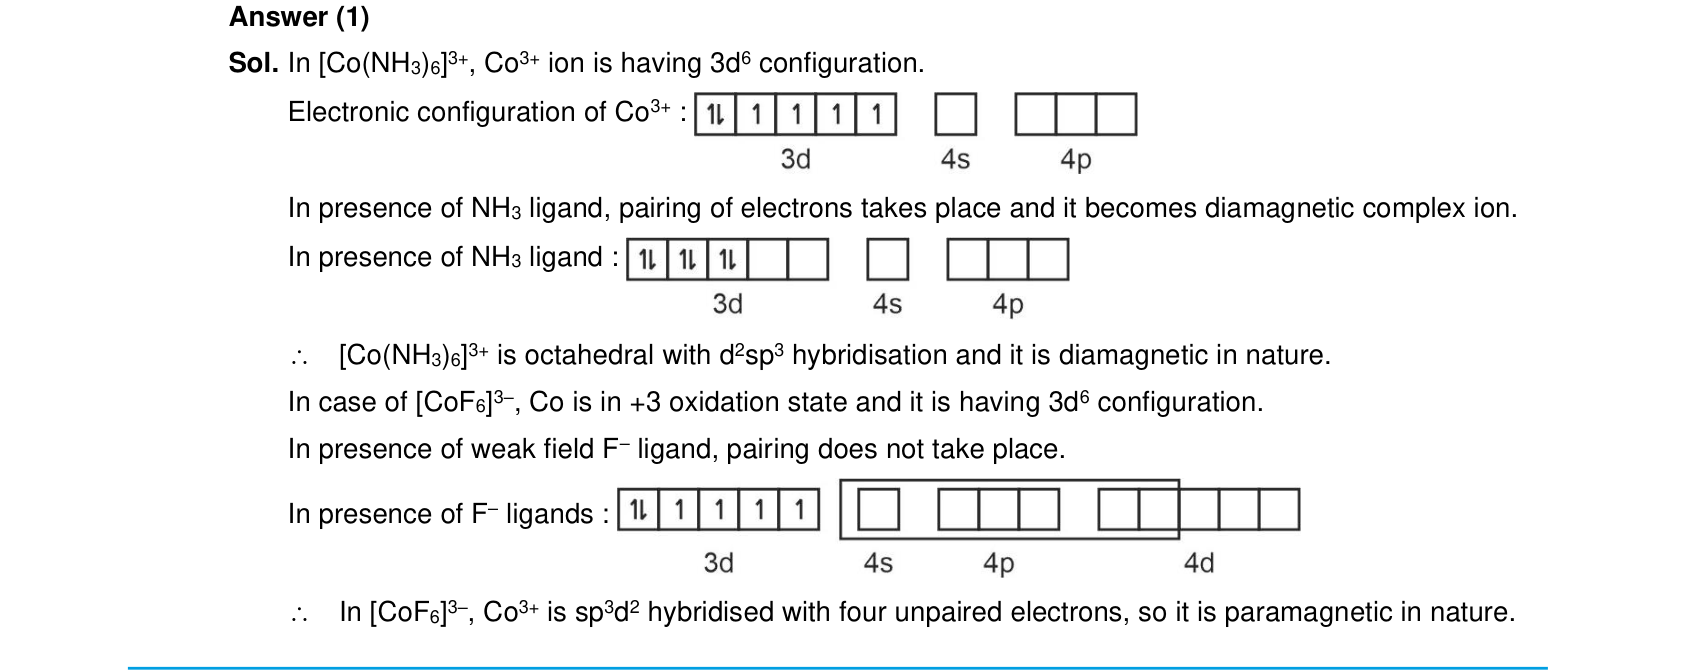 Answer (1)
Sol. In [Co(NH₃)₆]³⁺, Co³⁺ ion is having 3d⁶ configuration.
Electronic configuration of Co³⁺ : ⥮ 1 1 1 1
3d 4s 4p
In presence of NH₃ ligand, pairing of electrons takes place and it becomes diamagnetic complex ion.
In presence of NH₃ ligand : ⥮ ⥮ ⥮
3d 4s 4p
∴ [Co(NH₃)₆]³⁺ is octahedral with d²sp³ hybridisation and it is diamagnetic in nature.
In case of [CoF₆]³⁻, Co is in +3 oxidation state and it is having 3d⁶ configuration.
In presence of weak field F⁻ ligand, pairing does not take place.
In presence of F⁻ ligands : ⥮ 1 1 1 1
3d 4s 4p 4d
∴ In [CoF₆]³⁻, Co³⁺ is sp³d² hybridised with four unpaired electrons, so it is paramagnetic in nature.